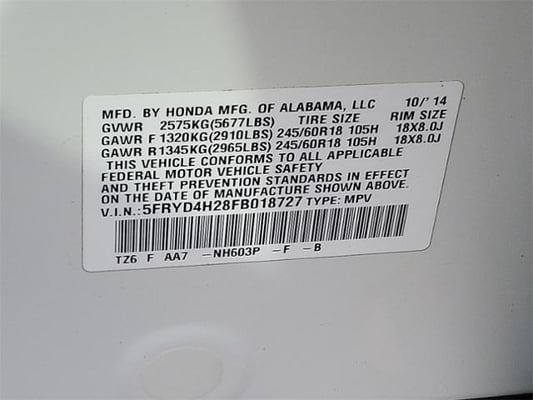 MFD. BY HONDA MFG. OF ALABAMA, LLC 10/'14
GVWR 2575KG(5677LBS) TIRE SIZE RIM SIZE
GAWR F 1320KG(2910LBS) 245/60R18 105H 18X8.0J
GAWR R1345KG(2965LBS) 245/60R18 105H 18X8.0J
THIS VEHICLE CONFORMS TO ALL APPLICABLE
FEDERAL MOTOR VEHICLE SAFETY
AND THEFT PREVENTION STANDARDS IN EFFECT
ON THE DATE OF MANUFACTURE SHOWN ABOVE.
V.I.N.: 5FRYD4H28FB018727 TYPE: MPV
TZ6 F AA7 -NH603P -F -B